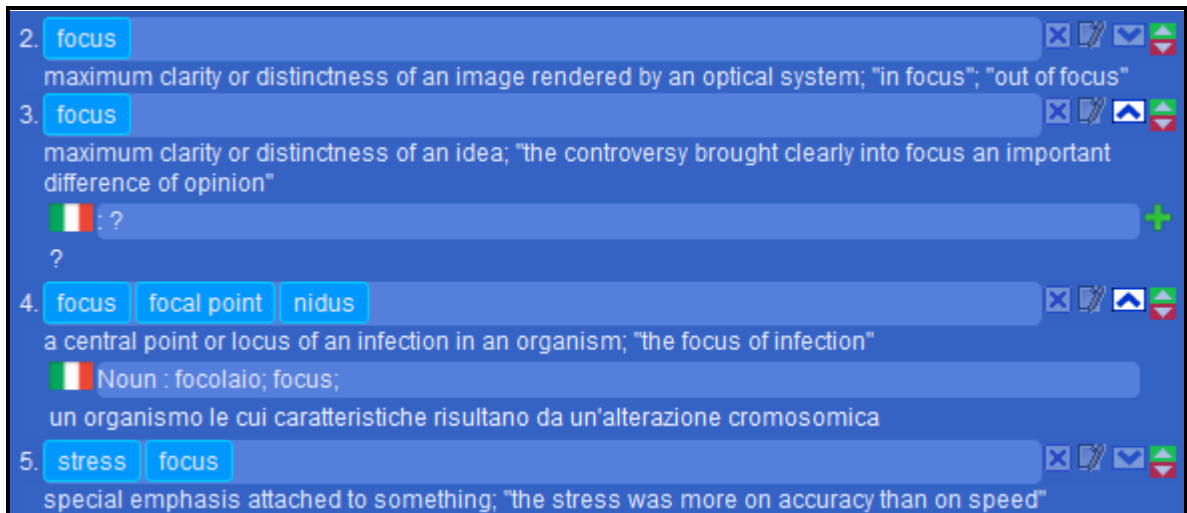 2. focus
maximum clarity or distinctness of an image rendered by an optical system; "in focus"; "out of focus"
3. focus
maximum clarity or distinctness of an idea; "the controversy brought clearly into focus an important
difference of opinion"
: ?
?
4. focus focal point nidus
a central point or locus of an infection in an organism; "the focus of infection"
Noun : focolaio; focus;
un organismo le cui caratteristiche risultano da un'alterazione cromosomica
5. stress focus
special emphasis attached to something; "the stress was more on accuracy than on speed"